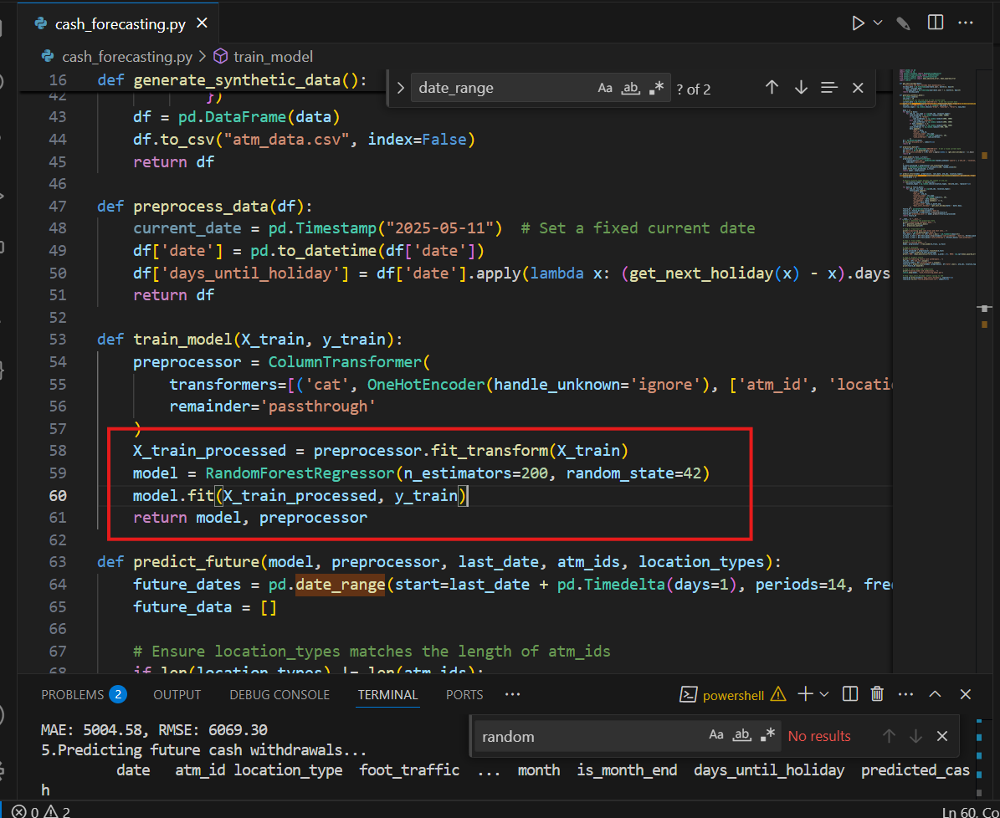 cash_forecasting.py
cash_forecasting.py > train_model
date_range Aa ab .* ? of 2
16 def generate_synthetic_data():
42 })
43 df = pd.DataFrame(data)
44 df.to_csv("atm_data.csv", index=False)
45 return df
46
47 def preprocess_data(df):
48 current_date = pd.Timestamp("2025-05-11")  # Set a fixed current date
49 df['date'] = pd.to_datetime(df['date'])
50 df['days_until_holiday'] = df['date'].apply(lambda x: (get_next_holiday(x) - x).days
51 return df
52
53 def train_model(X_train, y_train):
54 preprocessor = ColumnTransformer(
55 transformers=[('cat', OneHotEncoder(handle_unknown='ignore'), ['atm_id', 'locatio
56 remainder='passthrough'
57 )
58 X_train_processed = preprocessor.fit_transform(X_train)
59 model = RandomForestRegressor(n_estimators=200, random_state=42)
60 model.fit(X_train_processed, y_train)
61 return model, preprocessor
62
63 def predict_future(model, preprocessor, last_date, atm_ids, location_types):
64 future_dates = pd.date_range(start=last_date + pd.Timedelta(days=1), periods=14, fre
65 future_data = []
66
67 # Ensure location_types matches the length of atm_ids
68 if len(location_types) != len(atm_ids):
PROBLEMS 2 OUTPUT DEBUG CONSOLE TERMINAL PORTS ... powershell
MAE: 5004.58, RMSE: 6069.30
random Aa ab .* No results
5.Predicting future cash withdrawals...
date atm_id location_type foot_traffic ... month is_month_end days_until_holiday predicted_cas
h
0 2 Ln 60, Co